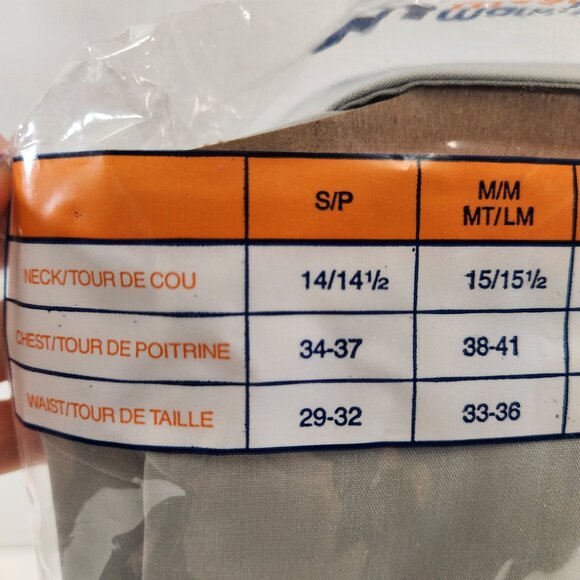 S/P M/M
MT/LM
NECK/TOUR DE COU 14/14½ 15/15½
CHEST/TOUR DE POITRINE 34-37 38-41
WAIST/TOUR DE TAILLE 29-32 33-36